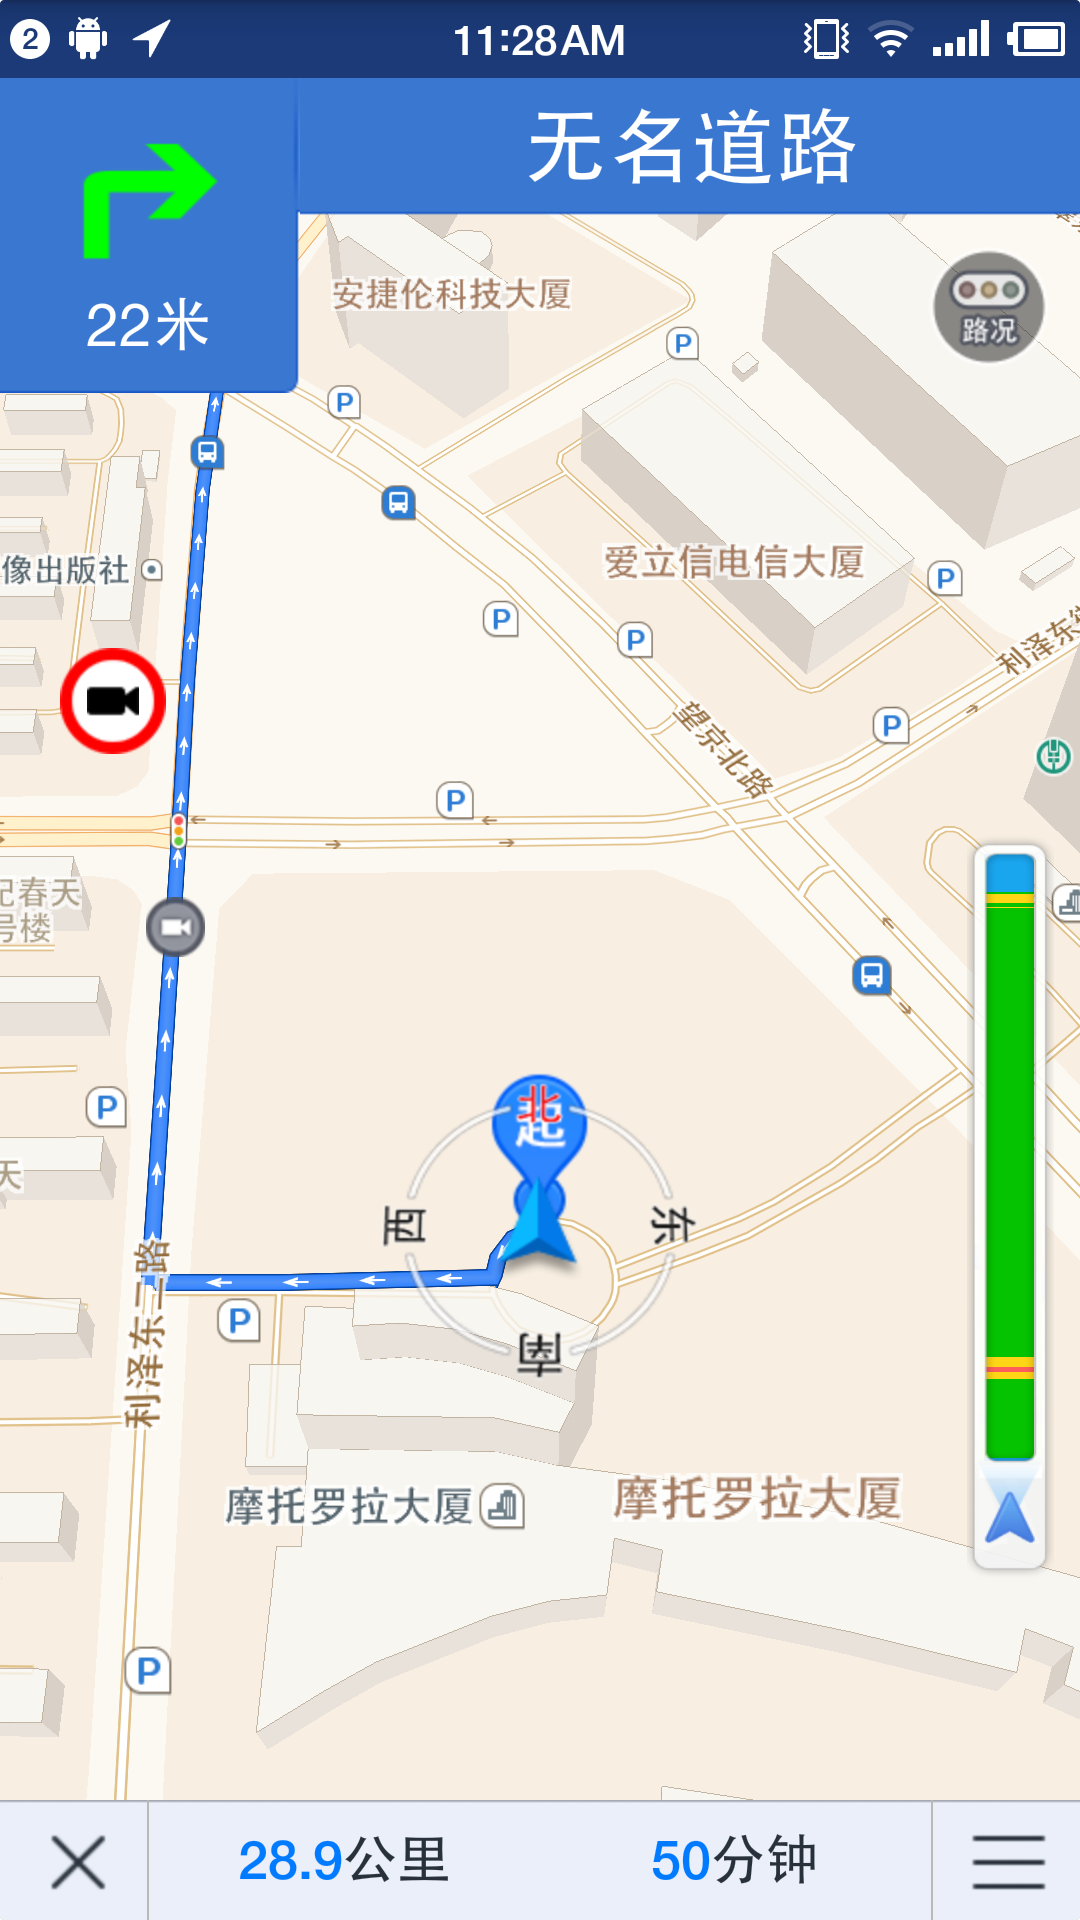 2
11:28AM
无名道路
22米
安捷伦科技大厦
路况
P
P
像出版社
爱立信电信大厦
P
P
P
利泽东街
望京北路
P
P
纪春天
号楼
P
天
北
起
西
东
南
利泽东二路
P
摩托罗拉大厦
摩托罗拉大厦
P
28.9公里
50分钟